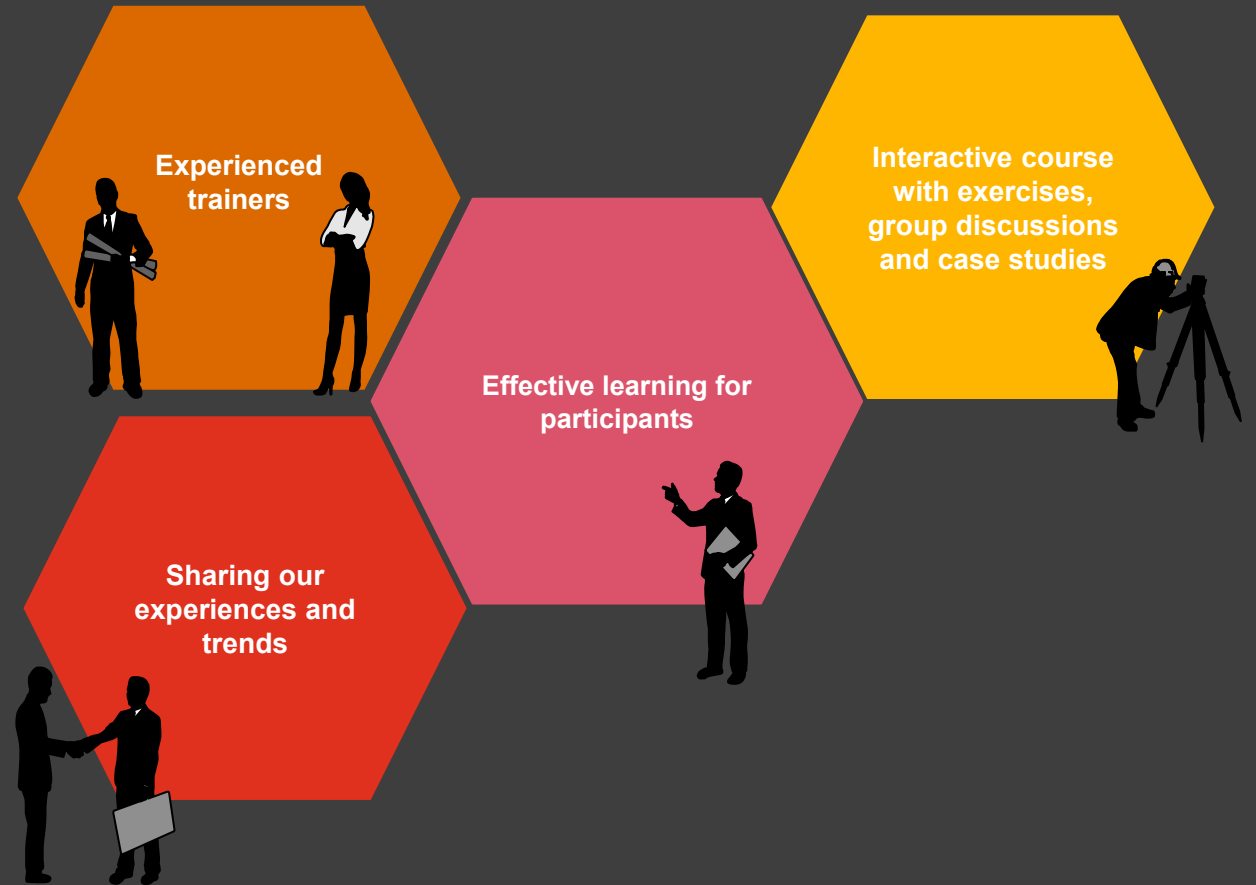 Experienced
trainers
Interactive course
with exercises,
group discussions
and case studies
Effective learning for
participants
Sharing our
experiences and
trends